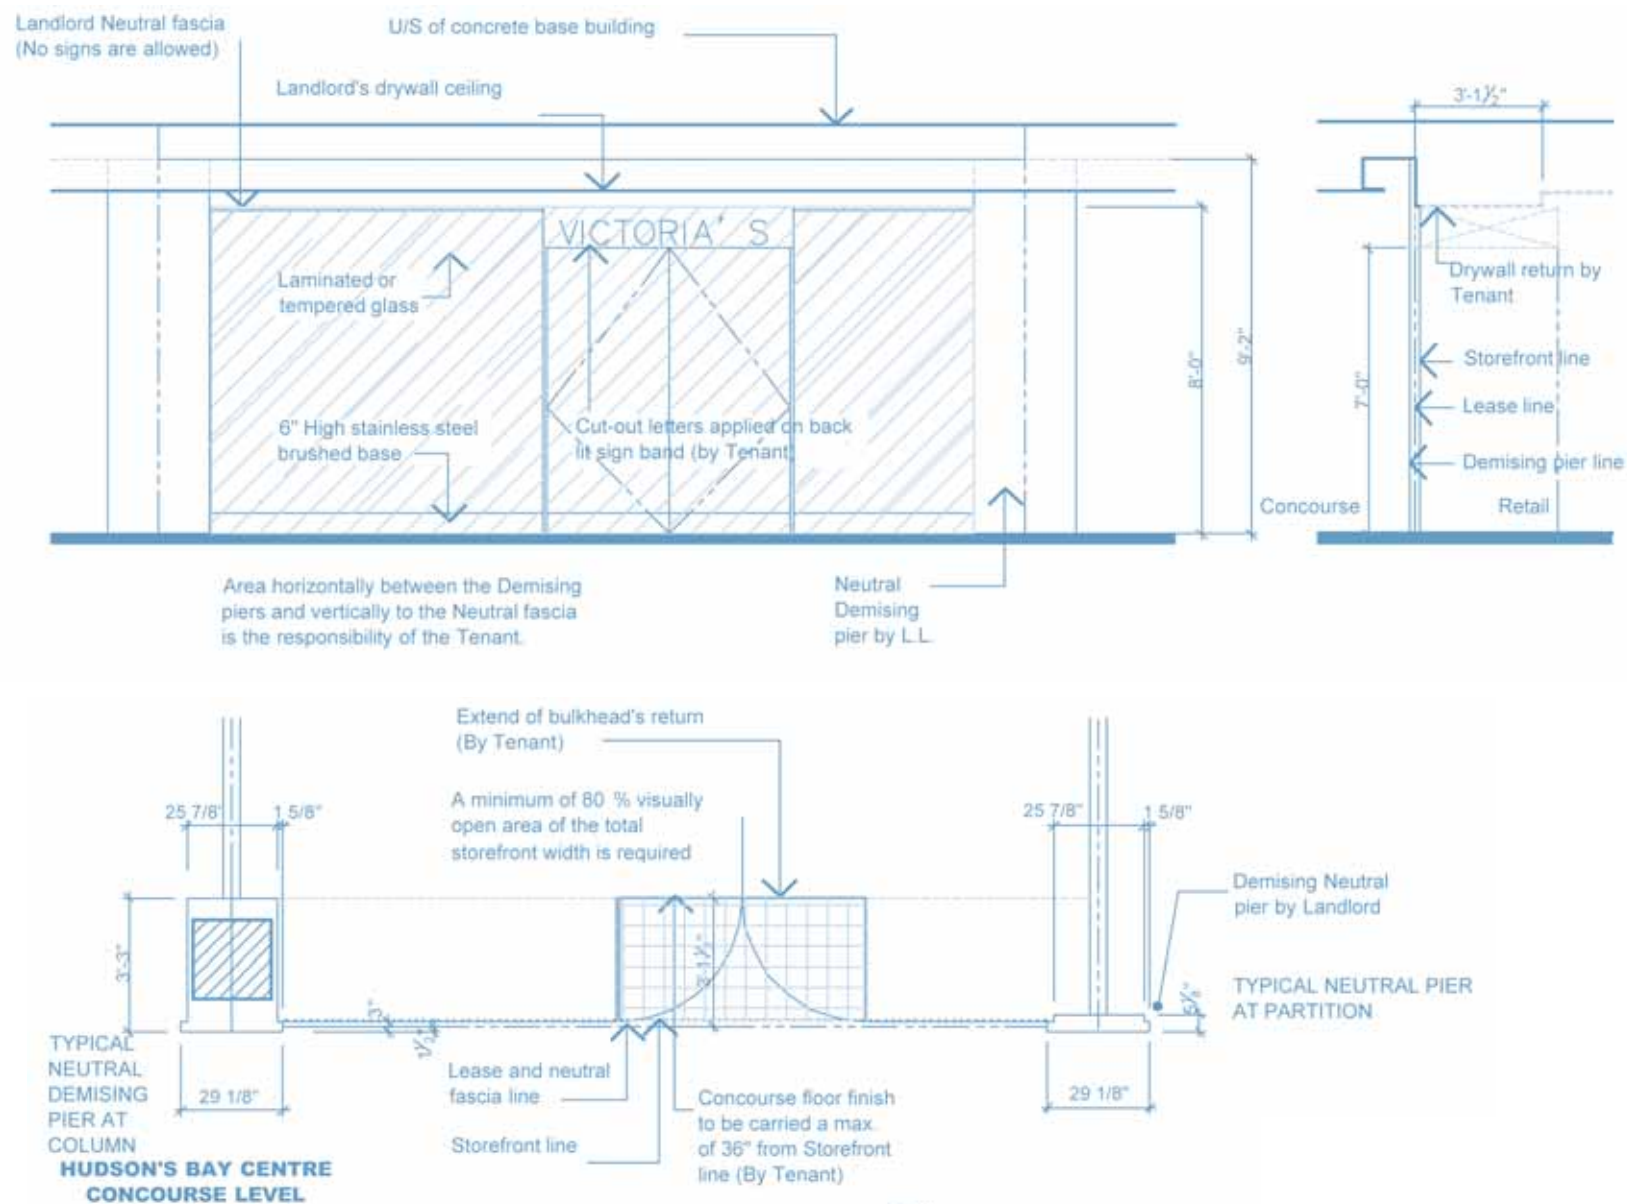 Landlord Neutral fascia
(No signs are allowed)
U/S of concrete base building
Landlord's drywall ceiling
3'-1½"
VICTORIA' S
Laminated or
tempered glass
6" High stainless steel
brushed base
Cut-out letters applied on back
lit sign band (by Tenant)
8'-0"
9'-2"
7'-0"
Drywall return by
Tenant
Storefront line
Lease line
Demising pier line
Concourse
Retail
Area horizontally between the Demising
piers and vertically to the Neutral fascia
is the responsibility of the Tenant.
Neutral
Demising
pier by L.L.
Extend of bulkhead's return
(By Tenant)
A minimum of 80 % visually
open area of the total
storefront width is required
25 7/8"
1 5/8"
25 7/8"
1 5/8"
3'-3"
3"
3'-1½"
Demising Neutral
pier by Landlord
TYPICAL NEUTRAL PIER
AT PARTITION
TYPICAL
NEUTRAL
DEMISING
PIER AT
COLUMN
29 1/8"
Lease and neutral
fascia line
Storefront line
Concourse floor finish
to be carried a max.
of 36" from Storefront
line (By Tenant)
29 1/8"
HUDSON'S BAY CENTRE
CONCOURSE LEVEL